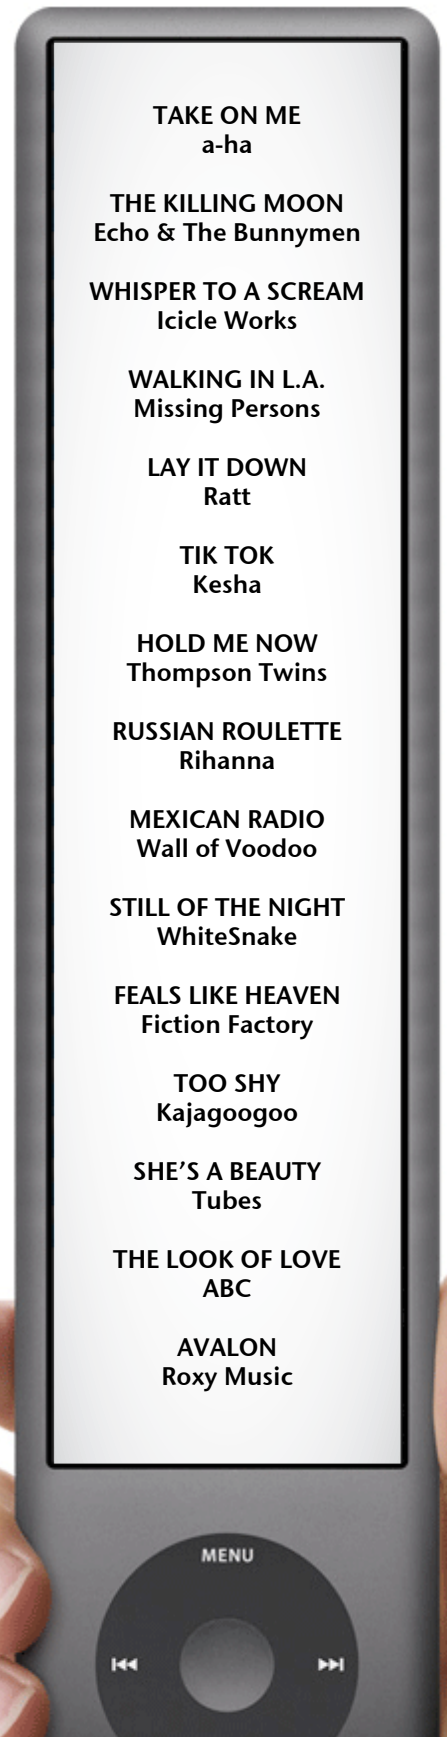 TAKE ON ME
a-ha
THE KILLING MOON
Echo & The Bunnymen
WHISPER TO A SCREAM
Icicle Works
WALKING IN L.A.
Missing Persons
LAY IT DOWN
Ratt
TIK TOK
Kesha
HOLD ME NOW
Thompson Twins
RUSSIAN ROULETTE
Rihanna
MEXICAN RADIO
Wall of Voodoo
STILL OF THE NIGHT
WhiteSnake
FEALS LIKE HEAVEN
Fiction Factory
TOO SHY
Kajagoogoo
SHE'S A BEAUTY
Tubes
THE LOOK OF LOVE
ABC
AVALON
Roxy Music
MENU